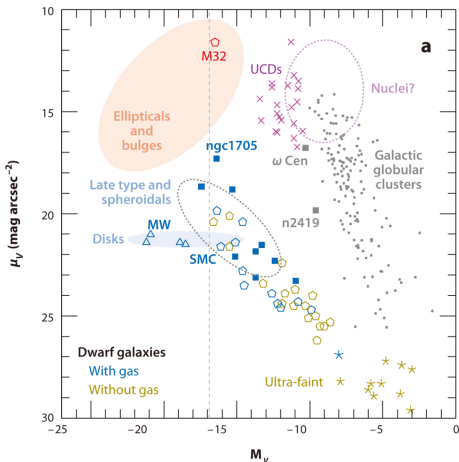 10
15
20
25
30
μV (mag arcsec−2)
a
M32
UCDs
Nuclei?
Ellipticals and
bulges
ngc1705
ω Cen
Galactic
globular
clusters
Late type and
spheroidals
MW
n2419
Disks
SMC
Dwarf galaxies
With gas
Without gas
Ultra-faint
−25
−20
−15
−10
−5
0
MV